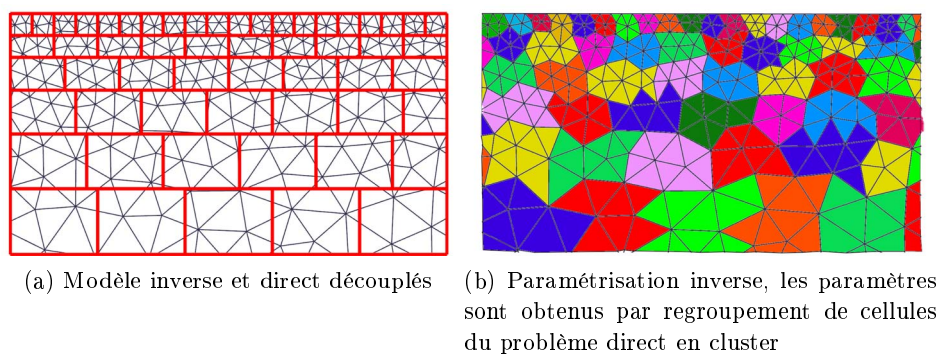 (a) Modèle inverse et direct découplés
(b) Paramétrisation inverse, les paramètres
sont obtenus par regroupement de cellules
du problème direct en cluster